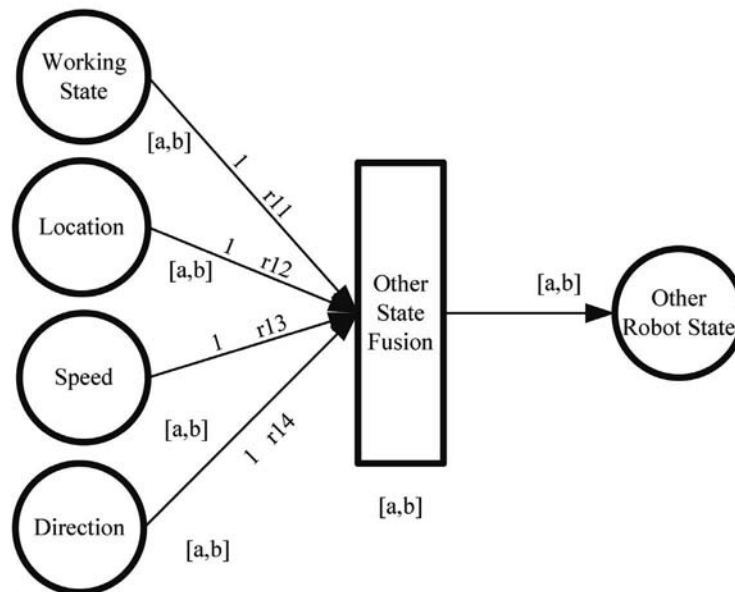 Working
State
[a,b]
1 r11
Location
[a,b]
1 r12
Speed
1 r13
[a,b]
Direction
1 r14
[a,b]
Other
State
Fusion
[a,b]
[a,b]
Other
Robot State